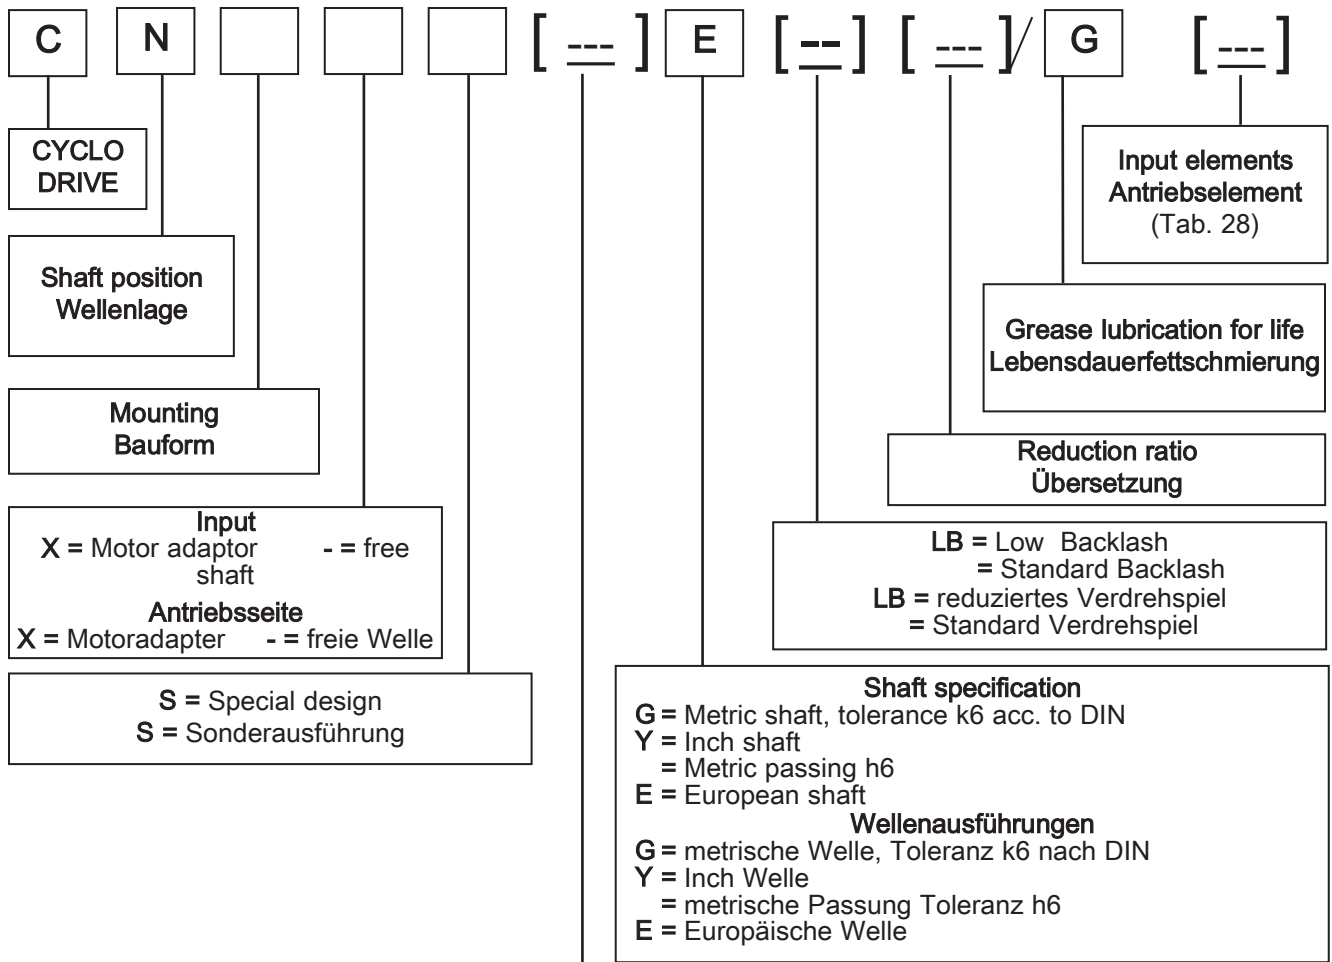 C N [ --- ] E [ -- ] [ --- ] / G [ --- ]
CYCLO
DRIVE
Input elements
Antriebselement
(Tab. 28)
Shaft position
Wellenlage
Grease lubrication for life
Lebensdauerfettschmierung
Mounting
Bauform
Reduction ratio
Übersetzung
Input
X = Motor adaptor - = free
shaft
Antriebsseite
X = Motoradapter - = freie Welle
LB = Low Backlash
= Standard Backlash
LB = reduziertes Verdrehspiel
= Standard Verdrehspiel
S = Special design
S = Sonderausführung
Shaft specification
G = Metric shaft, tolerance k6 acc. to DIN
Y = Inch shaft
= Metric passing h6
E = European shaft
Wellenausführungen
G = metrische Welle, Toleranz k6 nach DIN
Y = Inch Welle
= metrische Passung Toleranz h6
E = Europäische Welle